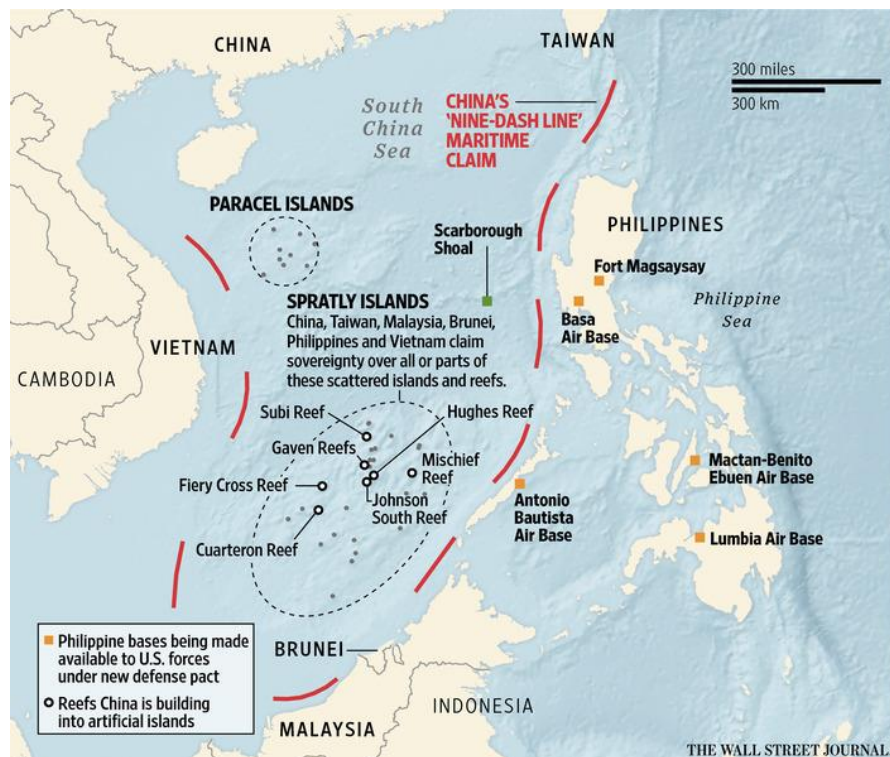 CHINA
TAIWAN
300 miles
300 km
South
China
Sea
CHINA'S
'NINE-DASH LINE'
MARITIME
CLAIM
PARACEL ISLANDS
Scarborough
Shoal
PHILIPPINES
Fort Magsaysay
Philippine
Sea
Basa
Air Base
SPRATLY ISLANDS
China, Taiwan, Malaysia, Brunei,
Philippines and Vietnam claim
sovereignty over all or parts of
these scattered islands and reefs.
VIETNAM
CAMBODIA
Subi Reef
Hughes Reef
Gaven Reefs
Mischief
Reef
Fiery Cross Reef
Johnson
South Reef
Cuarteron Reef
Antonio
Bautista
Air Base
Mactan-Benito
Ebuen Air Base
Lumbia Air Base
Philippine bases being made
available to U.S. forces
under new defense pact
Reefs China is building
into artificial islands
BRUNEI
MALAYSIA
INDONESIA
THE WALL STREET JOURNAL